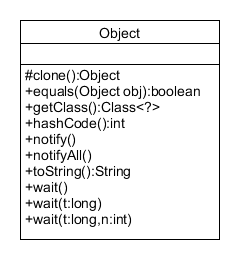 Object
#clone():Object
+equals(Object obj):boolean
+getClass():Class<?>
+hashCode():int
+notify()
+notifyAll()
+toString():String
+wait()
+wait(t:long)
+wait(t:long,n:int)